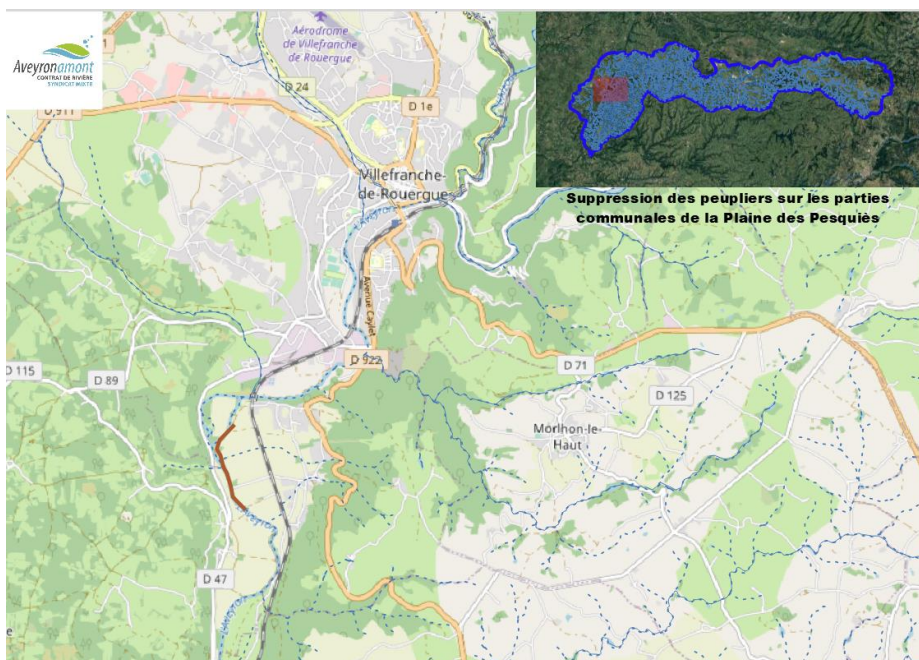 Aveyronamont
CONTRAT DE RIVIÈRE
SYNDICAT MIXTE
Aérodrome
de Villefranche
de Rouergue
D 24
D 911
D 1e
Villefranche-
de-Rouergue
Suppression des peupliers sur les parties
communales de la Plaine des Pesquiès
Avenue Caylet
D 922
D 115
D 89
D 71
D 125
Morlhon-le-
Haut
D 47